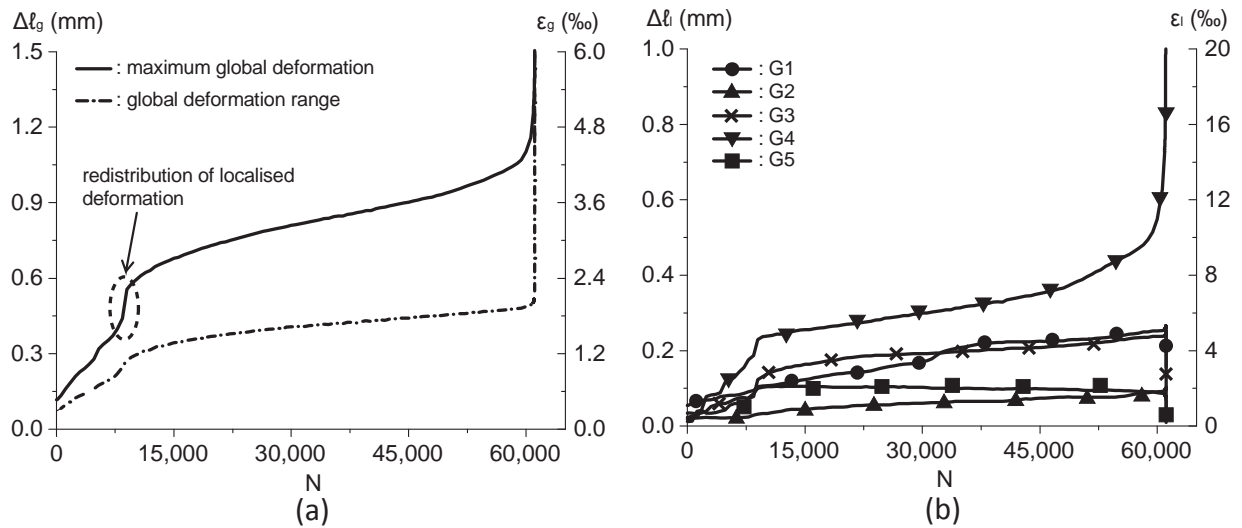 Δℓg (mm)
εg (‰)
1.5
1.2
0.9
0.6
0.3
0.0
6.0
4.8
3.6
2.4
1.2
0.0
: maximum global deformation
: global deformation range
redistribution of localised
deformation
0
15,000
30,000
45,000
60,000
N
(a)
Δℓl (mm)
εl (‰)
1.0
0.8
0.6
0.4
0.2
0.0
20
16
12
8
4
0
: G1
: G2
: G3
: G4
: G5
0
15,000
30,000
45,000
60,000
N
(b)